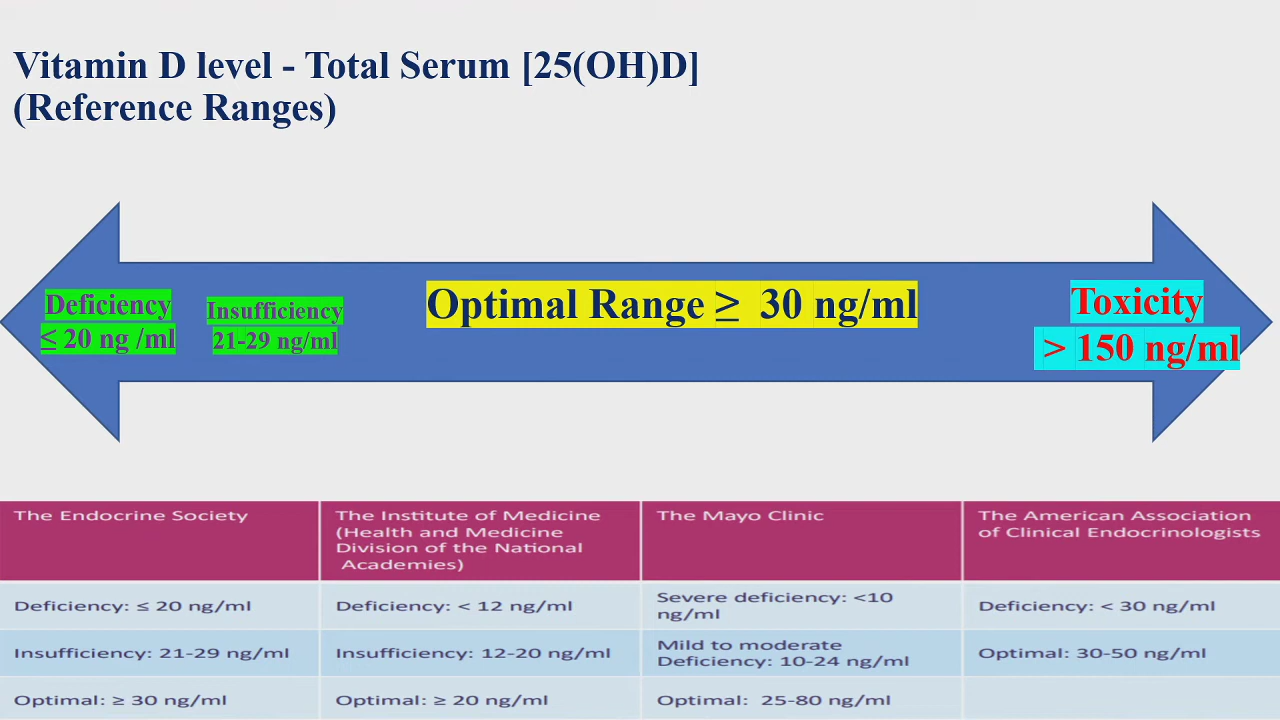 Vitamin D level - Total Serum [25(OH)D]
(Reference Ranges)
Deficiency
≤ 20 ng /ml
Insufficiency
21-29 ng/ml
Optimal Range ≥ 30 ng/ml
Toxicity
> 150 ng/ml
The Endocrine Society
The Institute of Medicine
(Health and Medicine
Division of the National
Academies)
The Mayo Clinic
The American Association
of Clinical Endocrinologists
Deficiency: ≤ 20 ng/ml
Deficiency: < 12 ng/ml
Severe deficiency: <10
ng/ml
Deficiency: < 30 ng/ml
Insufficiency: 21-29 ng/ml
Insufficiency: 12-20 ng/ml
Mild to moderate
Deficiency: 10-24 ng/ml
Optimal: 30-50 ng/ml
Optimal: ≥ 30 ng/ml
Optimal: ≥ 20 ng/ml
Optimal: 25-80 ng/ml